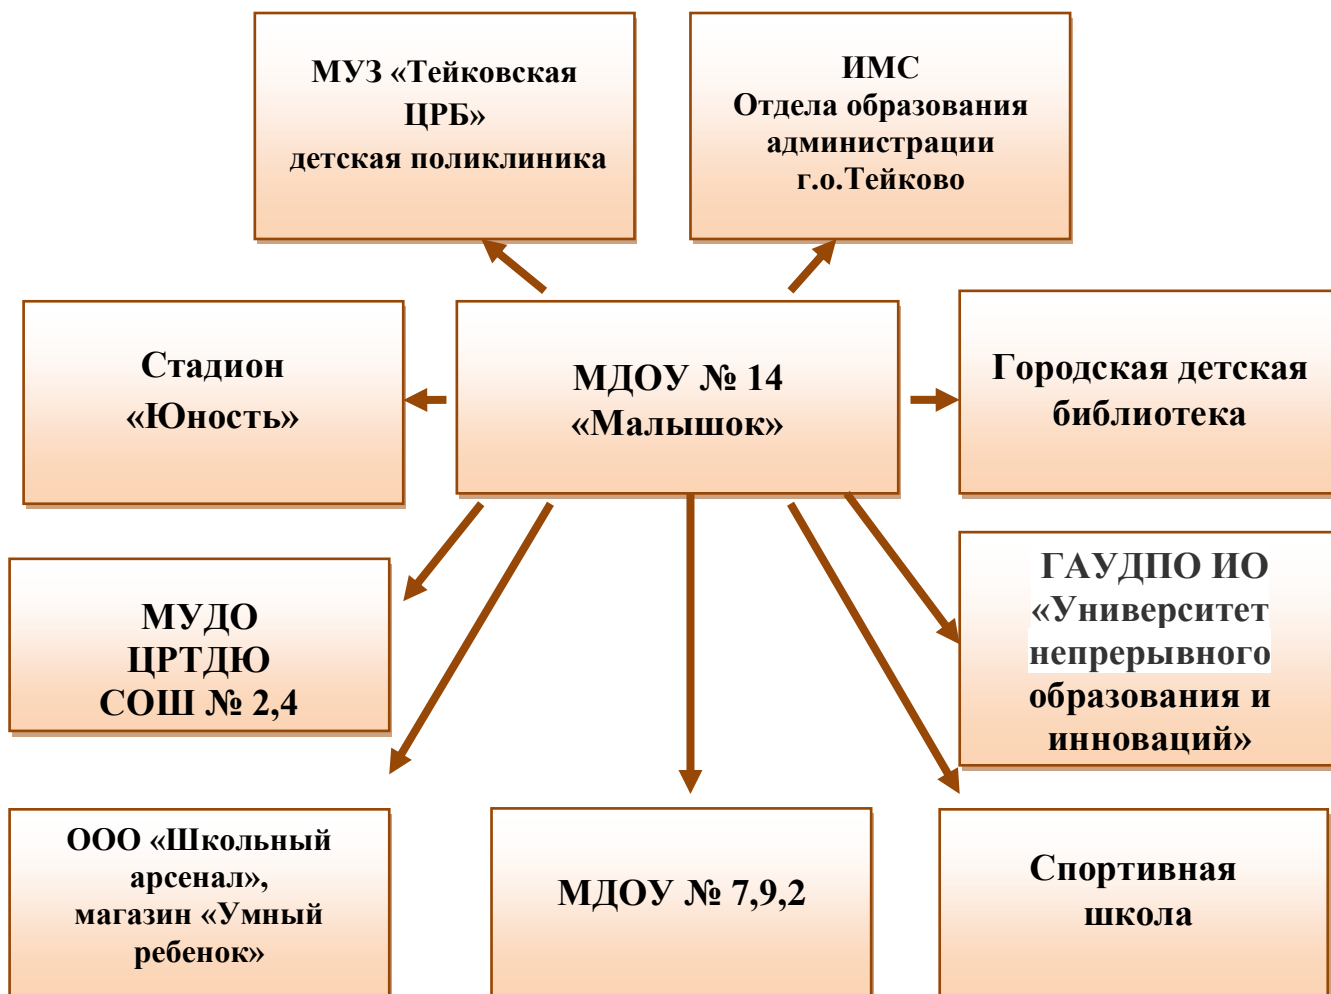 МУЗ «Тейковская
ЦРБ»
детская поликлиника
ИМС
Отдела образования
администрации
г.о.Тейково
Стадион
«Юность»
МДОУ № 14
«Малышок»
Городская детская
библиотека
МУДО
ЦРТДЮ
СОШ № 2,4
ГАУДПО ИО
«Университет
непрерывного
образования и
инноваций»
ООО «Школьный
арсенал»,
магазин «Умный
ребенок»
МДОУ № 7,9,2
Спортивная
школа